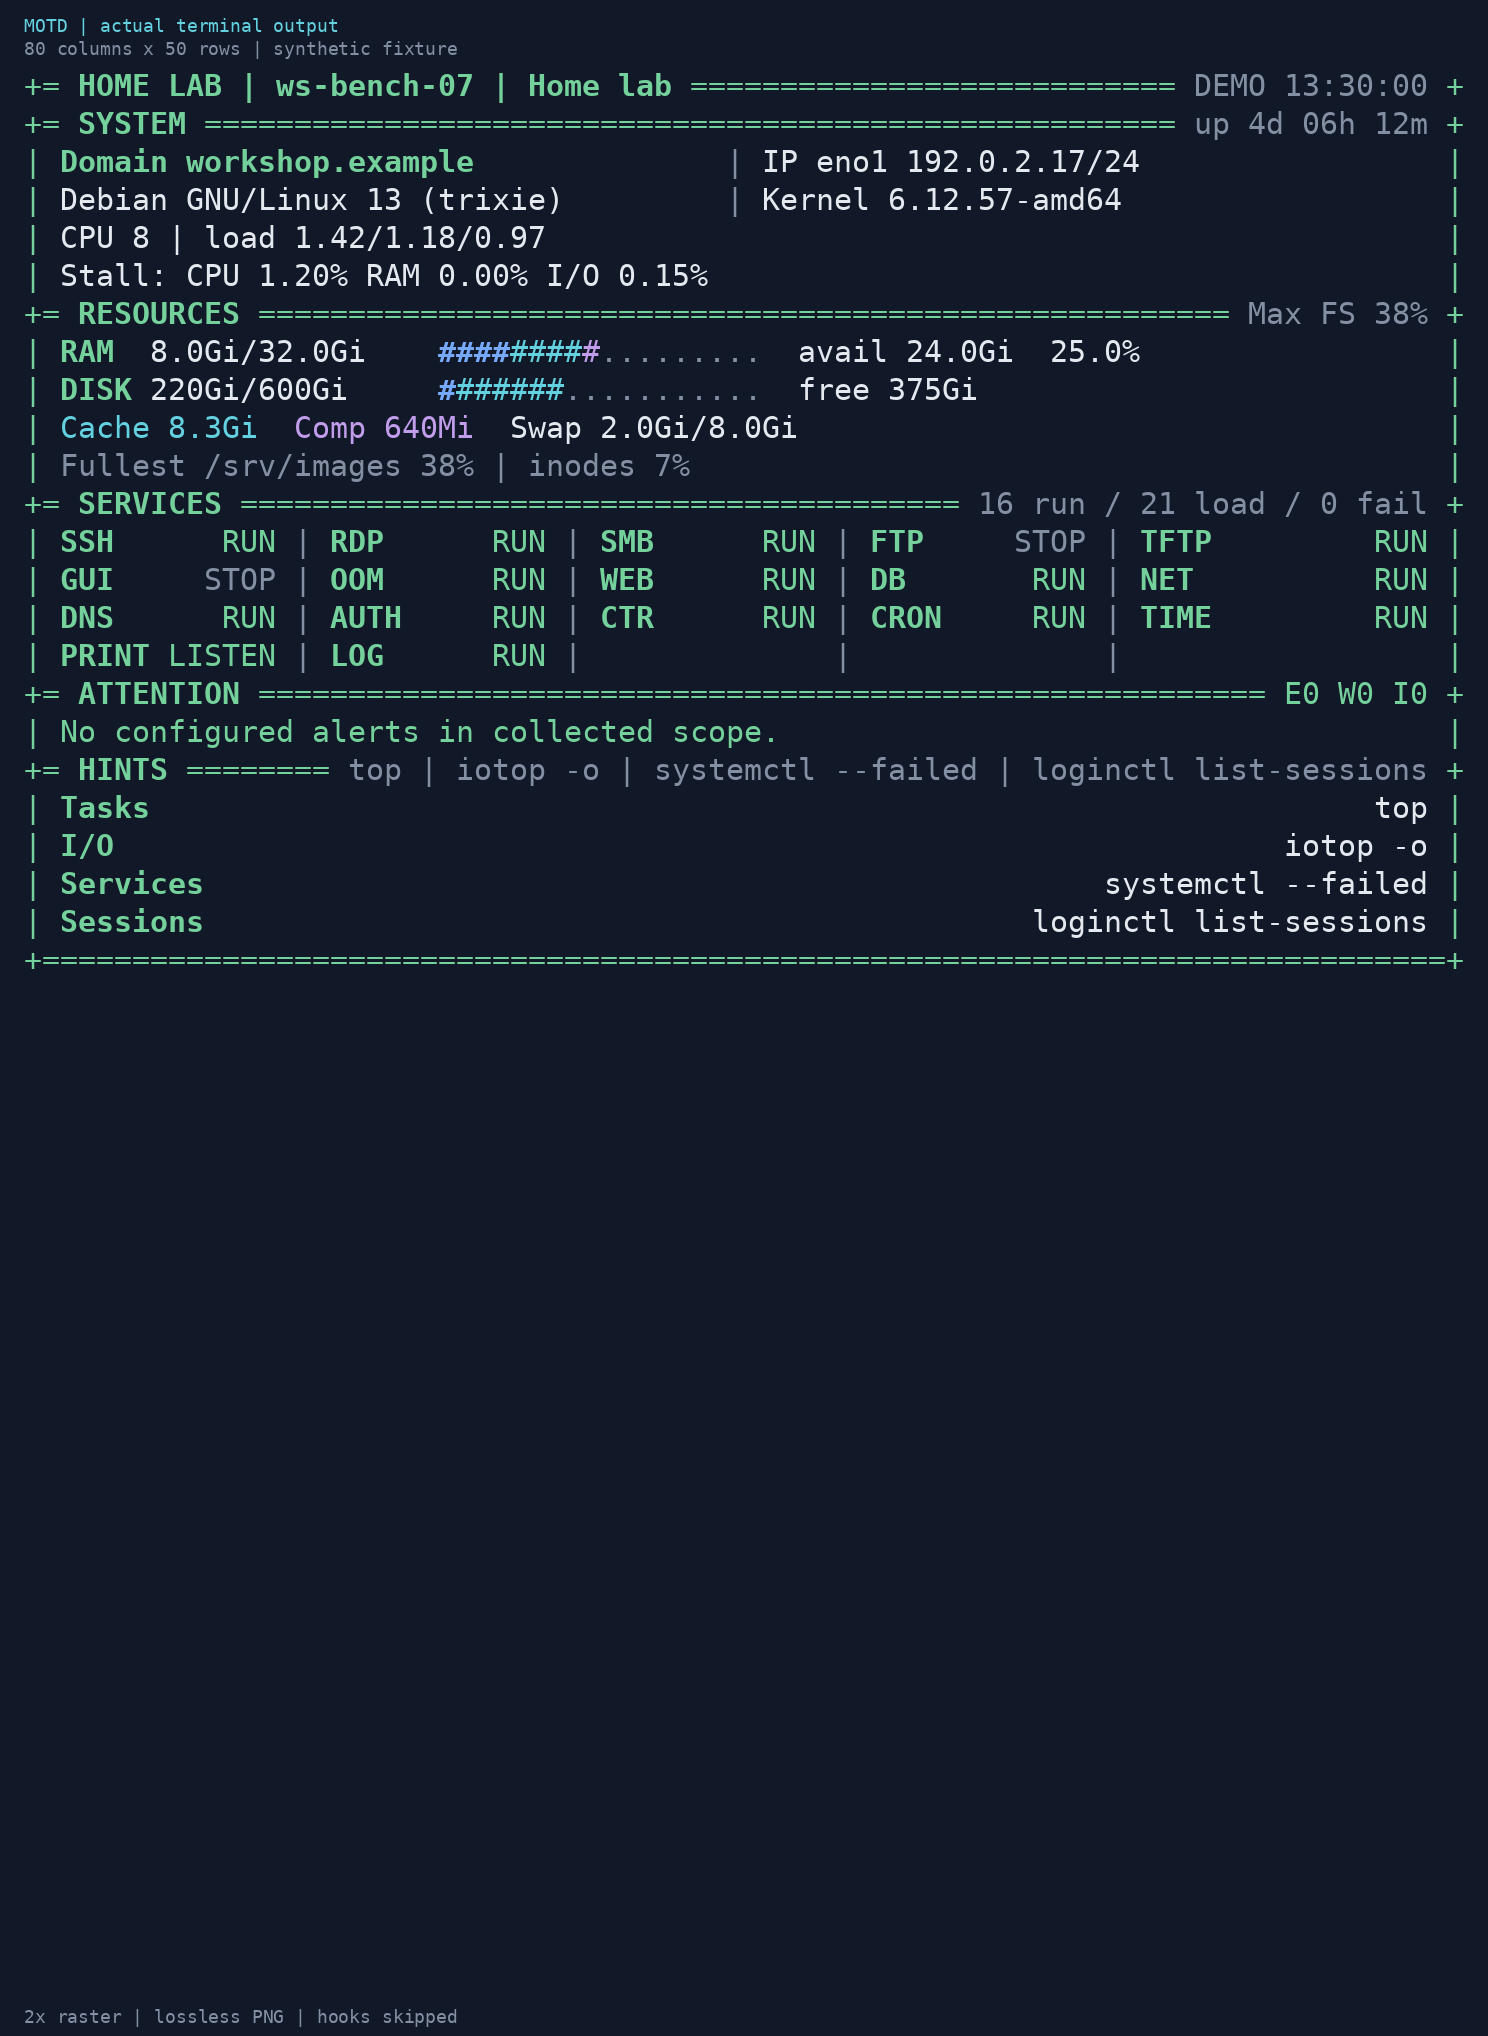 MOTD | actual terminal output
80 columns x 50 rows | synthetic fixture
+= HOME LAB | ws-bench-07 | Home lab =========================== DEMO 13:30:00 +
+= SYSTEM ====================================================== up 4d 06h 12m +
| Domain workshop.example              | IP eno1 192.0.2.17/24                 |
| Debian GNU/Linux 13 (trixie)         | Kernel 6.12.57-amd64                  |
| CPU 8 | load 1.42/1.18/0.97                                                  |
| Stall: CPU 1.20% RAM 0.00% I/O 0.15%                                         |
+= RESOURCES ====================================================== Max FS 38% +
| RAM  8.0Gi/32.0Gi    #########.........  avail 24.0Gi  25.0%                 |
| DISK 220Gi/600Gi     #######...........  free 375Gi                          |
| Cache 8.3Gi  Comp 640Mi  Swap 2.0Gi/8.0Gi                                    |
| Fullest /srv/images 38% | inodes 7%                                          |
+= SERVICES ======================================== 16 run / 21 load / 0 fail +
| SSH      RUN | RDP      RUN | SMB      RUN | FTP     STOP | TFTP         RUN |
| GUI     STOP | OOM      RUN | WEB      RUN | DB       RUN | NET          RUN |
| DNS      RUN | AUTH     RUN | CTR      RUN | CRON     RUN | TIME         RUN |
| PRINT LISTEN | LOG      RUN |              |              |                  |
+= ATTENTION ======================================================== E0 W0 I0 +
| No configured alerts in collected scope.                                     |
+= HINTS ======== top | iotop -o | systemctl --failed | loginctl list-sessions +
| Tasks                                                                    top |
| I/O                                                                 iotop -o |
| Services                                                  systemctl --failed |
| Sessions                                              loginctl list-sessions |
+==============================================================================+
2x raster | lossless PNG | hooks skipped